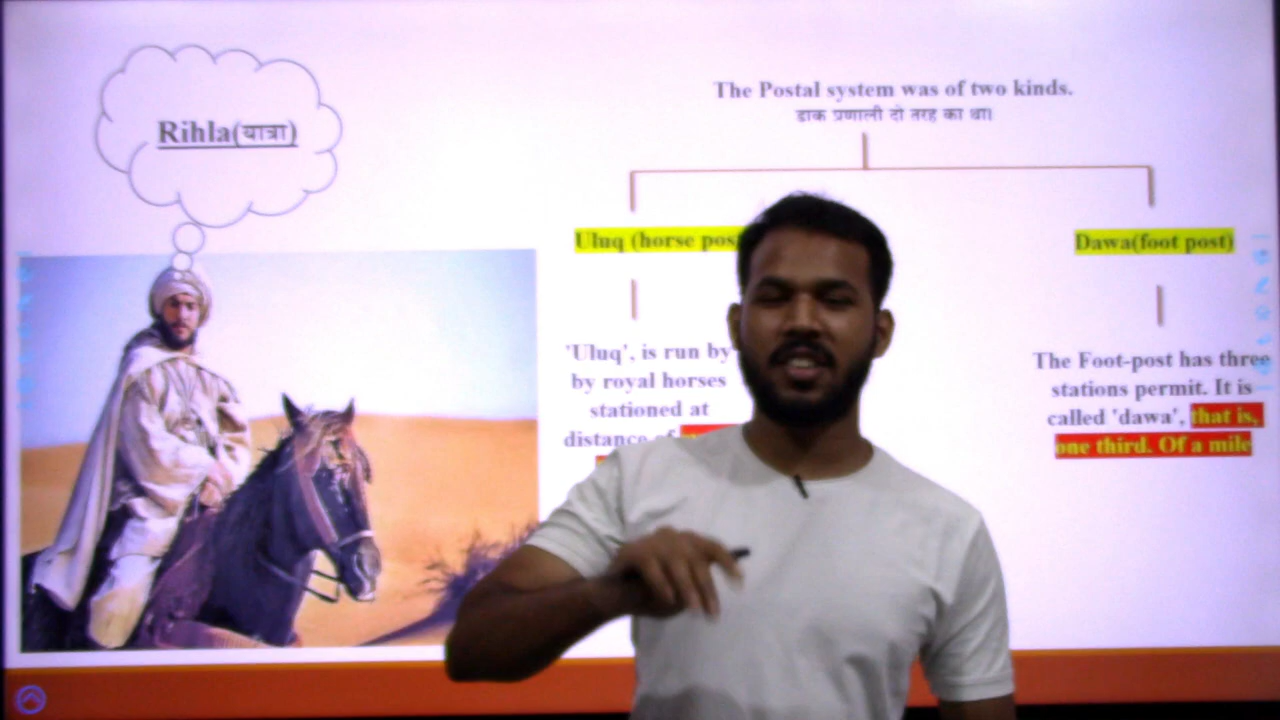 Rihla(यात्रा)
The Postal system was of two kinds.
डाक प्रणाली दो तरह का था।
Uluq (horse pos
'Uluq', is run by
by royal horses
stationed at
distance of
Dawa(foot post)
The Foot-post has three
stations permit. It is
called 'dawa', that is,
one third. Of a mile